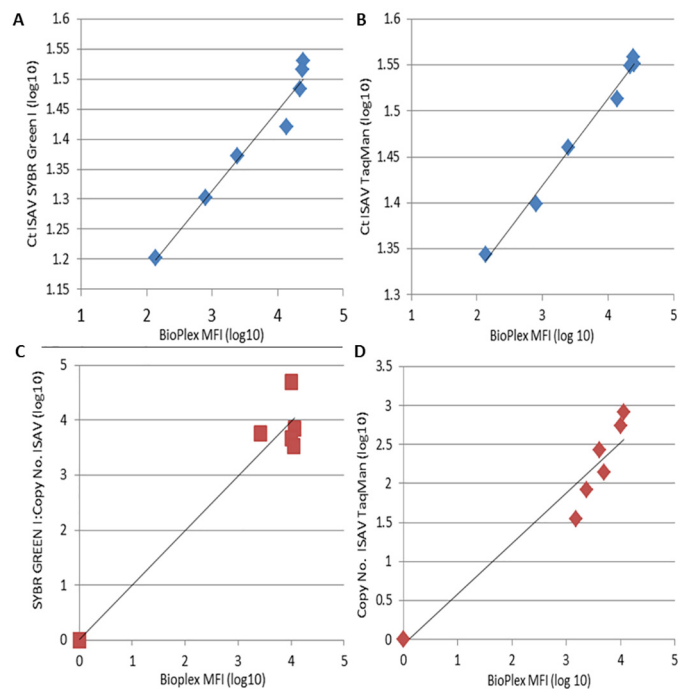 A
Ct ISAV SYBR Green I (log10)
1.6
1.55
1.5
1.45
1.4
1.35
1.3
1.25
1.2
1.15
1 2 3 4 5
BioPlex MFI (log10)
B
Ct ISAV TaqMan (log10)
1.6
1.55
1.5
1.45
1.4
1.35
1.3
1 2 3 4 5
BioPlex MFI (log 10)
C
SYBR GREEN I:Copy No. ISAV (log10)
5
4
3
2
1
0
0 1 2 3 4 5
BioPlex MFI (log10)
D
Copy No. ISAV TaqMan (log10)
3.5
3
2.5
2
1.5
1
0.5
0
0 1 2 3 4 5
BioPlex MFI (log 10)